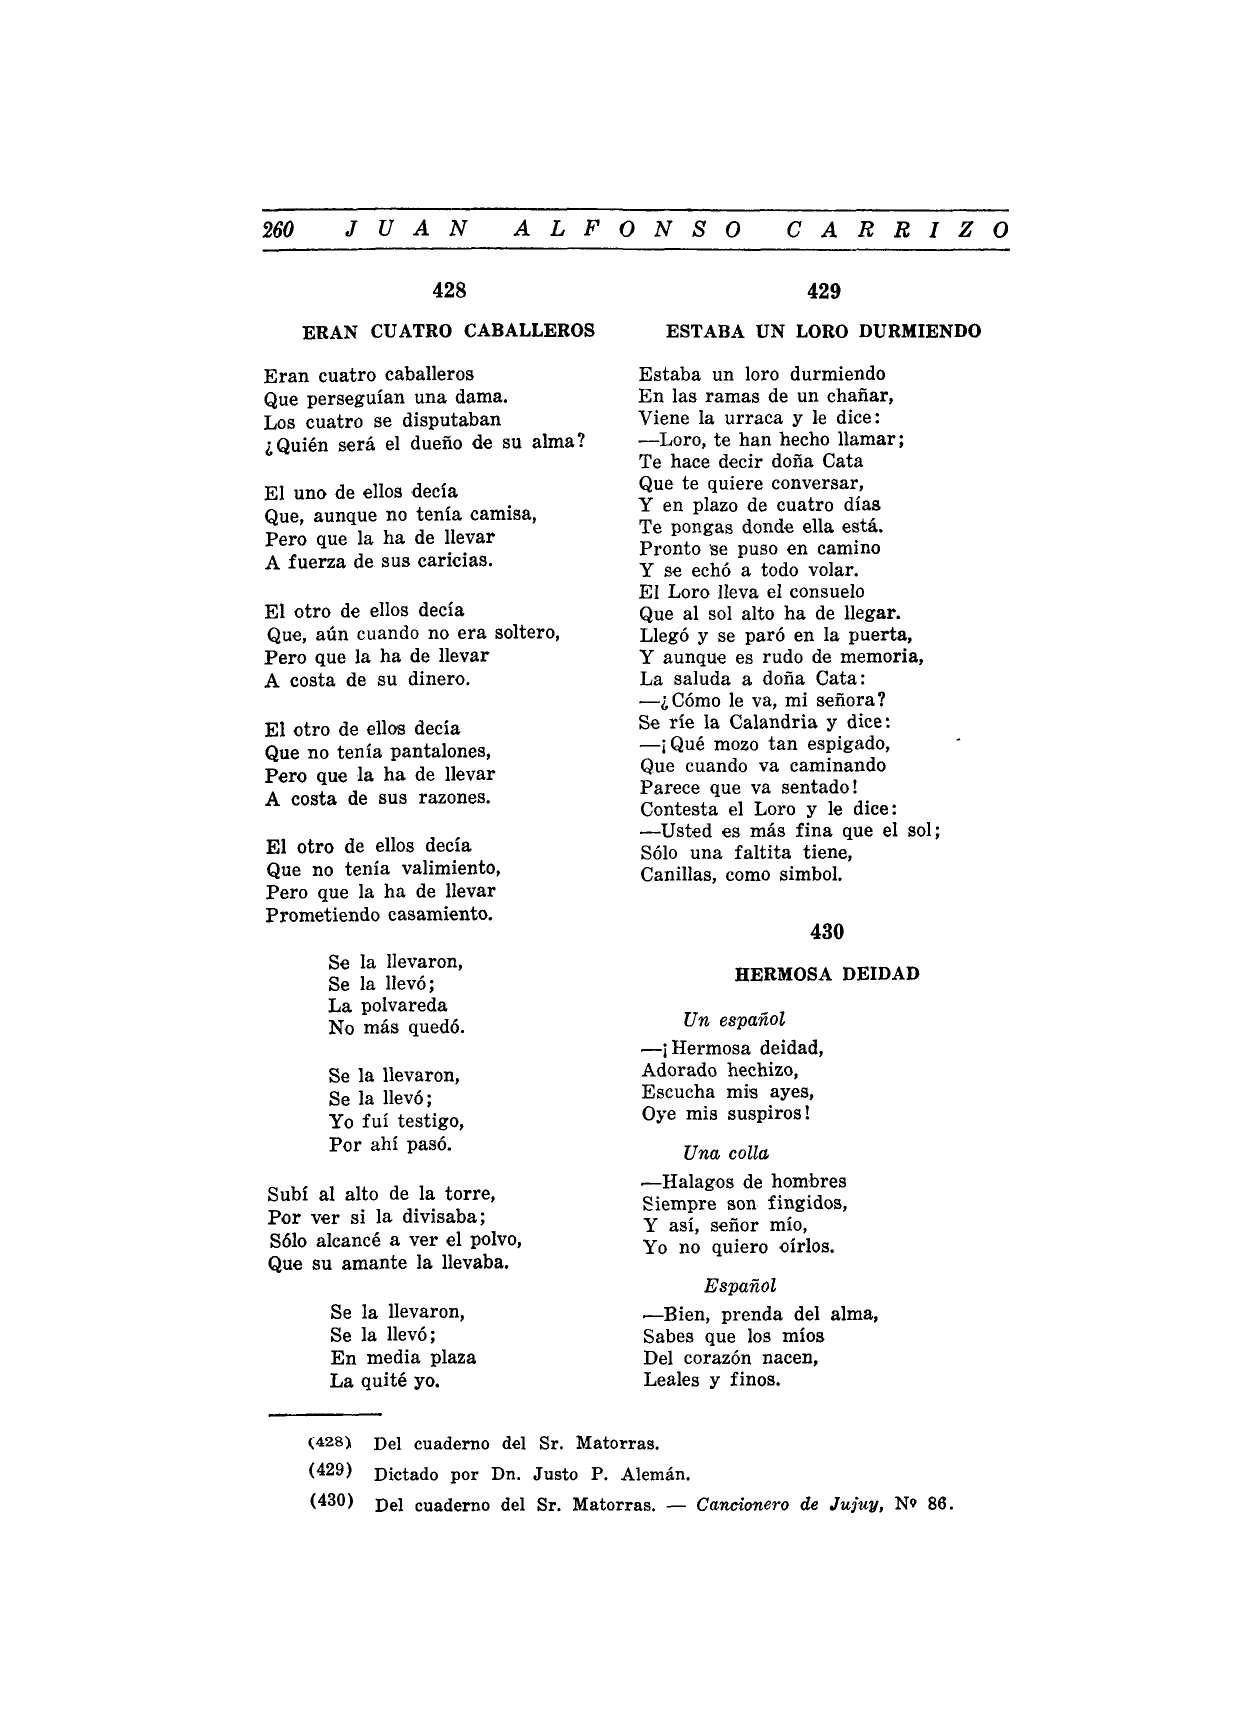 260 JUAN ALFONSO CARRIZO
428
ERAN CUATRO CABALLEROS
Eran cuatro caballeros
Que perseguían una dama.
Los cuatro se disputaban
¿Quién será el dueño de su alma?
El uno de ellos decía
Que, aunque no tenía camisa,
Pero que la ha de llevar
A fuerza de sus caricias.
El otro de ellos decía
Que, aún cuando no era soltero,
Pero que la ha de llevar
A costa de su dinero.
El otro de ellos decía
Que no tenía pantalones,
Pero que la ha de llevar
A costa de sus razones.
El otro de ellos decía
Que no tenía valimiento,
Pero que la ha de llevar
Prometiendo casamiento.
Se la llevaron,
Se la llevó;
La polvareda
No más quedó.
Se la llevaron,
Se la llevó;
Yo fuí testigo,
Por ahí pasó.
Subí al alto de la torre,
Por ver si la divisaba;
Sólo alcancé a ver el polvo,
Que su amante la llevaba.
Se la llevaron,
Se la llevó;
En media plaza
La quité yo.
429
ESTABA UN LORO DURMIENDO
Estaba un loro durmiendo
En las ramas de un chañar,
Viene la urraca y le dice:
—Loro, te han hecho llamar;
Te hace decir doña Cata
Que te quiere conversar,
Y en plazo de cuatro días
Te pongas donde ella está.
Pronto se puso en camino
Y se echó a todo volar.
El Loro lleva el consuelo
Que al sol alto ha de llegar.
Llegó y se paró en la puerta,
Y aunque es rudo de memoria,
La saluda a doña Cata:
—¿Cómo le va, mi señora?
Se ríe la Calandria y dice:
—¡Qué mozo tan espigado,
Que cuando va caminando
Parece que va sentado!
Contesta el Loro y le dice:
—Usted es más fina que el sol;
Sólo una faltita tiene,
Canillas, como simbol.
430
HERMOSA DEIDAD
Un español
—¡Hermosa deidad,
Adorado hechizo,
Escucha mis ayes,
Oye mis suspiros!
Una colla
—Halagos de hombres
Siempre son fingidos,
Y así, señor mío,
Yo no quiero oírlos.
Español
—Bien, prenda del alma,
Sabes que los míos
Del corazón nacen,
Leales y finos.
(428) Del cuaderno del Sr. Matorras.
(429) Dictado por Dn. Justo P. Alemán.
(430) Del cuaderno del Sr. Matorras. — Cancionero de Jujuy, Nº 86.